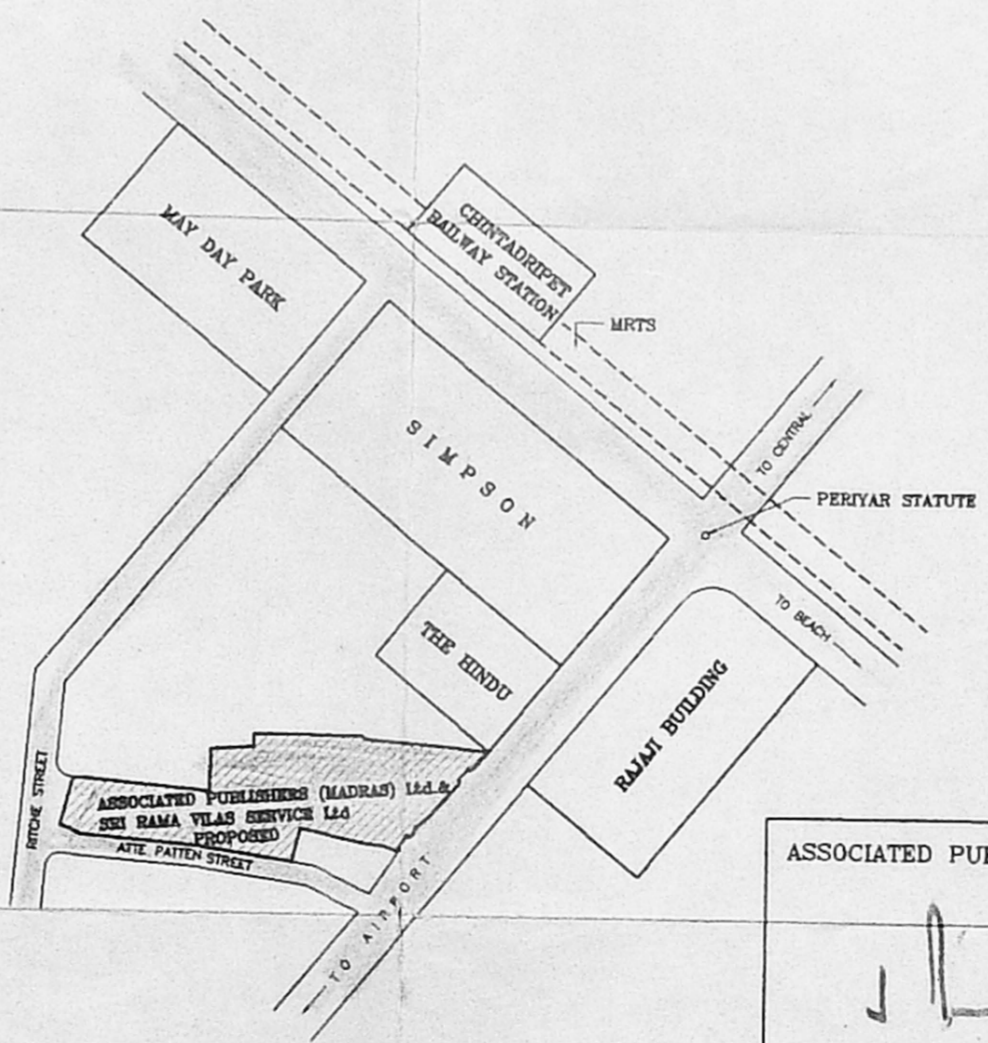 MAY DAY PARK
CHINTADRIPET
RAILWAY STATION
MRTS
SIMPSON
TO CENTRAL
PERIYAR STATUTE
TO BEACH
THE HINDU
RAJAJI BUILDING
RITCHE STREET
ASSOCIATED PUBLISHERS (MADRAS) Ltd.&
SRI RAMA VILAS SERVICE Ltd
PROPOSED
ATTE PATTEN STREET
TO AIRPORT
ASSOCIATED PU